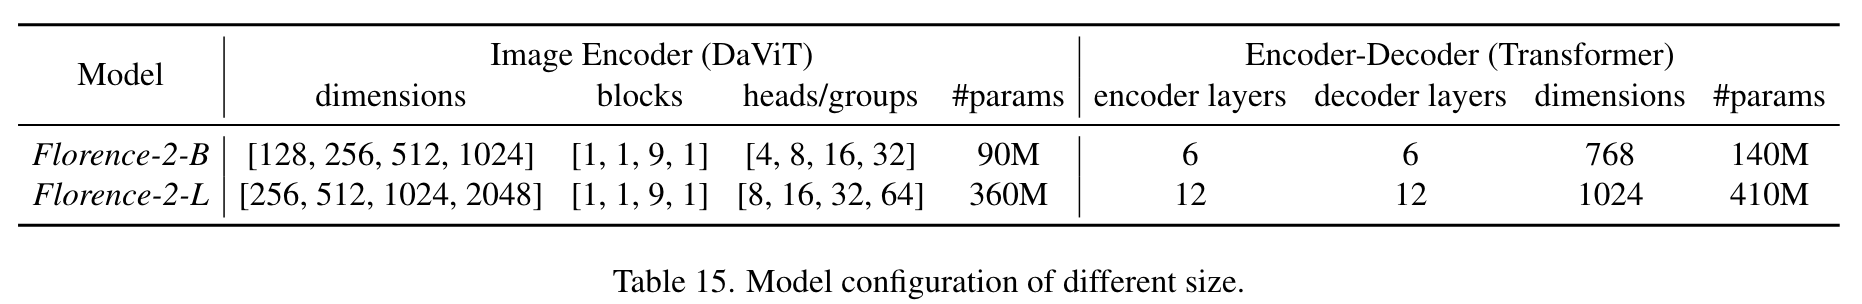 Model Image Encoder (DaViT) Encoder-Decoder (Transformer)
dimensions blocks heads/groups #params encoder layers decoder layers dimensions #params
Florence-2-B [128, 256, 512, 1024] [1, 1, 9, 1] [4, 8, 16, 32] 90M 6 6 768 140M
Florence-2-L [256, 512, 1024, 2048] [1, 1, 9, 1] [8, 16, 32, 64] 360M 12 12 1024 410M
Table 15. Model configuration of different size.